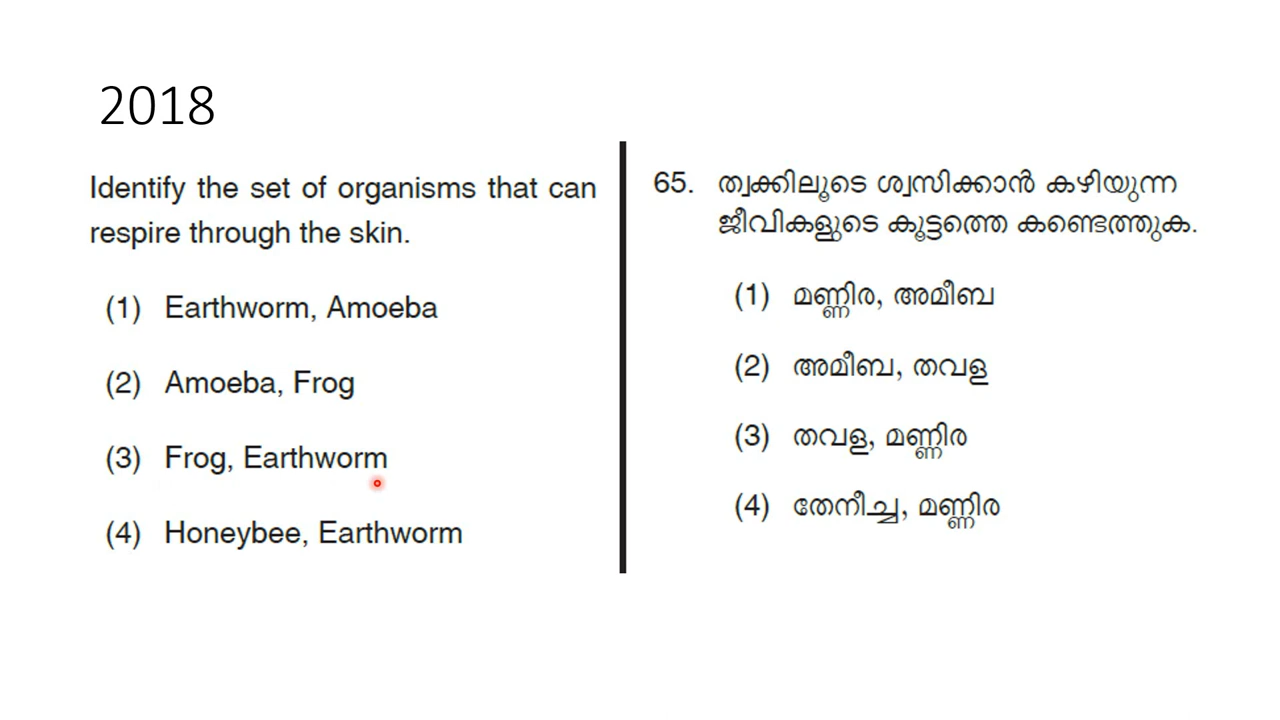 2018
Identify the set of organisms that can
respire through the skin.
(1) Earthworm, Amoeba
(2) Amoeba, Frog
(3) Frog, Earthworm
(4) Honeybee, Earthworm
65. ത്വക്കിലൂടെ ശ്വസിക്കാൻ കഴിയുന്ന
ജീവികളുടെ കൂട്ടത്തെ കണ്ടെത്തുക.
(1) മണ്ണിര, അമീബ
(2) അമീബ, തവള
(3) തവള, മണ്ണിര
(4) തേനീച്ച, മണ്ണിര